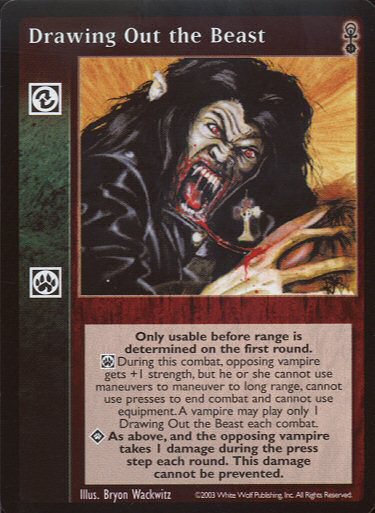 Drawing Out the Beast
Only usable before range is
determined on the first round.
During this combat, opposing vampire
gets +1 strength, but he or she cannot use
maneuvers to maneuver to long range, cannot
use presses to end combat and cannot use
equipment. A vampire may play only 1
Drawing Out the Beast each combat.
As above, and the opposing vampire
takes 1 damage during the press
step each round. This damage
cannot be prevented.
Illus. Bryon Wackwitz
©2003 White Wolf Publishing, Inc. All Rights Reserved.